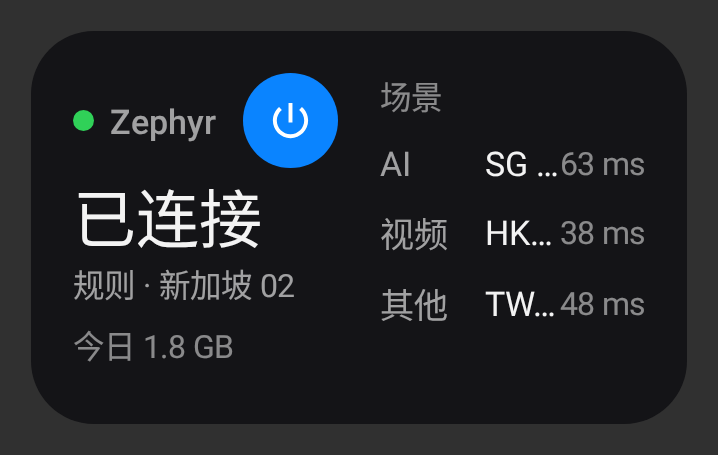 Zephyr
已连接
规则 · 新加坡 02
今日 1.8 GB
场景
AI SG ... 63 ms
视频 HK... 38 ms
其他 TW... 48 ms